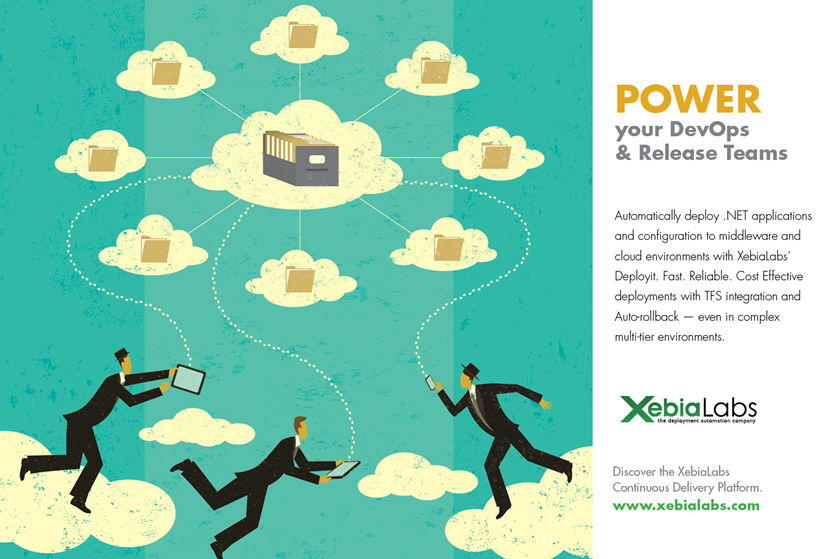 POWER
your DevOps
& Release Teams
Automatically deploy .NET applications
and configuration to middleware and
cloud environments with XebiaLabs’
Deployit. Fast. Reliable. Cost Effective
deployments with TFS integration and
Auto-rollback — even in complex
multi-tier environments.
XebiaLabs
the deployment automation company
Discover the XebiaLabs
Continuous Delivery Platform.
www.xebialabs.com